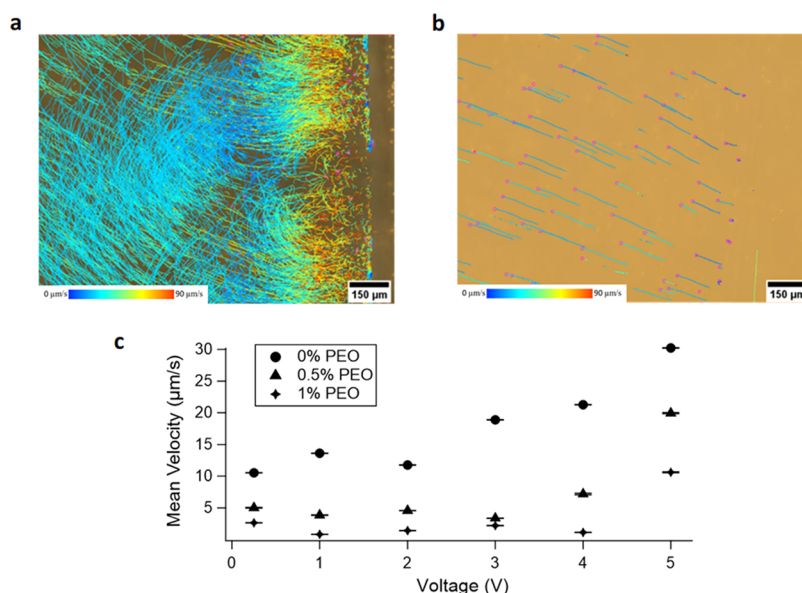 a
b
0 μm/s 90 μm/s
150 μm
0 μm/s 90 μm/s
150 μm
c
0% PEO
0.5% PEO
1% PEO
Mean Velocity (μm/s)
30
25
20
15
10
5
0 1 2 3 4 5
Voltage (V)